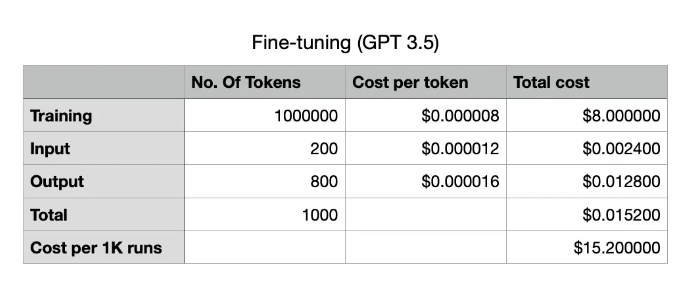 Fine-tuning (GPT 3.5)
No. Of Tokens Cost per token Total cost
Training 1000000 $0.000008 $8.000000
Input 200 $0.000012 $0.002400
Output 800 $0.000016 $0.012800
Total 1000 $0.015200
Cost per 1K runs $15.200000